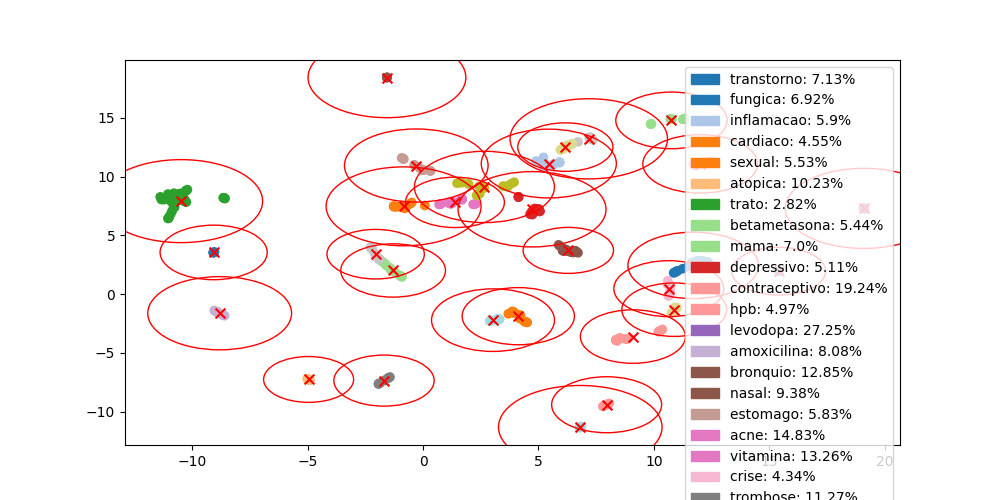 transtorno: 7.13%
fungica: 6.92%
inflamacao: 5.9%
cardiaco: 4.55%
sexual: 5.53%
atopica: 10.23%
trato: 2.82%
betametasona: 5.44%
mama: 7.0%
depressivo: 5.11%
contraceptivo: 19.24%
hpb: 4.97%
levodopa: 27.25%
amoxicilina: 8.08%
bronquio: 12.85%
nasal: 9.38%
estomago: 5.83%
acne: 14.83%
vitamina: 13.26%
crise: 4.34%
trombose: 11.27%
15
10
5
0
−5
−10
−10 −5 0 5 10 15 20